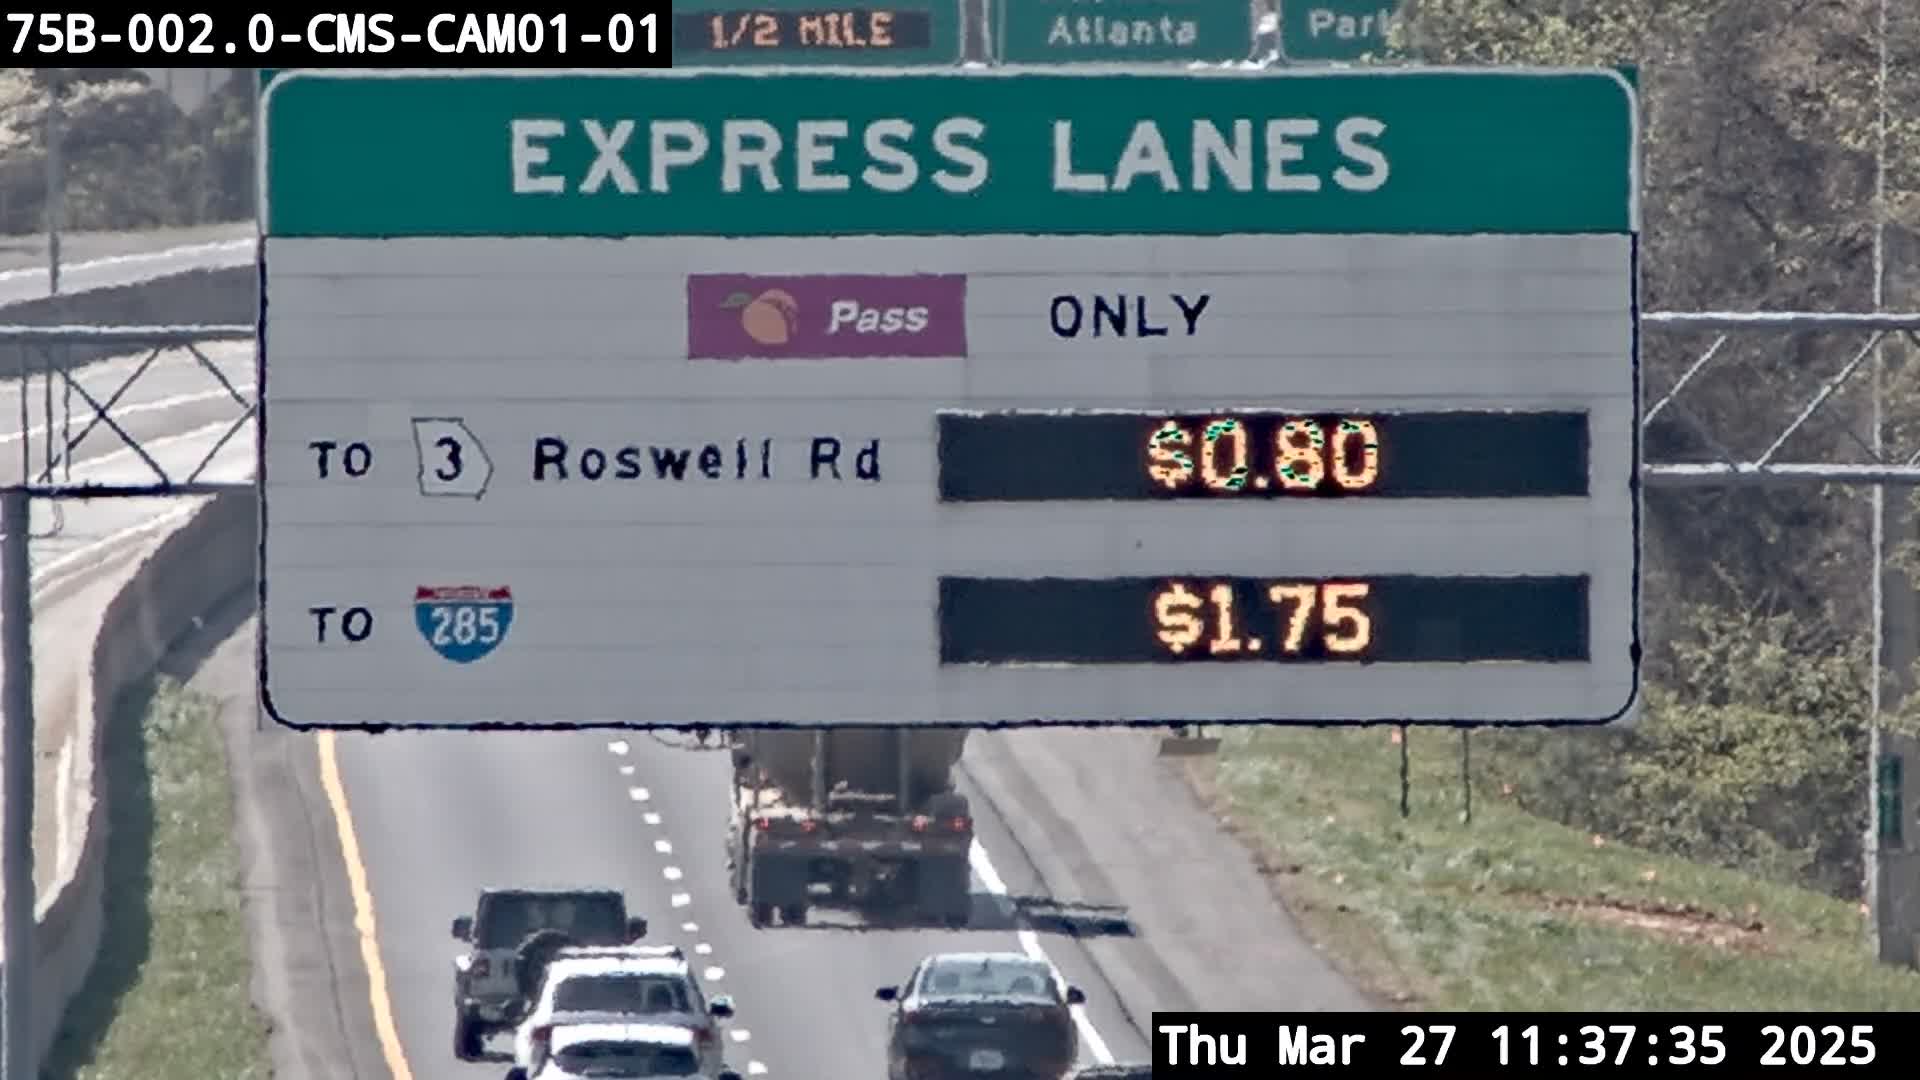 75B-002.0-CMS-CAM01-01
1/2 MILE
Atlanta
Park
EXPRESS LANES
Pass ONLY
TO 3 Roswell Rd $0.80
TO 285 $1.75
Thu Mar 27 11:37:35 2025